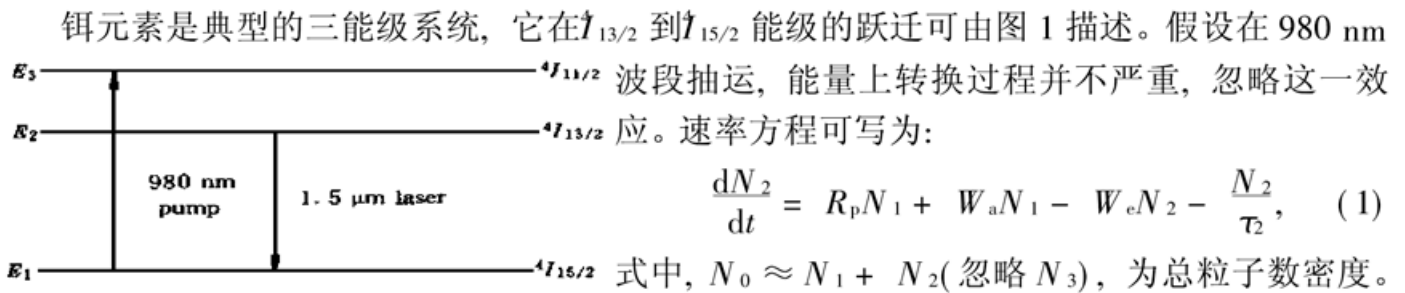 铒元素是典型的三能级系统, 它在⁴I₁₃/₂ 到⁴I₁₅/₂ 能级的跃迁可由图 1 描述。假设在 980 nm
E₃ ⁴I₁₁/₂ 波段抽运, 能量上转换过程并不严重, 忽略这一效
E₂ ⁴I₁₃/₂ 应。速率方程可写为:
980 nm
pump
1.5 μm laser
dN₂/dt = RₚN₁ + WₐN₁ − WₑN₂ − N₂/τ₂, (1)
E₁ ⁴I₁₅/₂ 式中, N₀ ≈ N₁ + N₂(忽略 N₃), 为总粒子数密度。